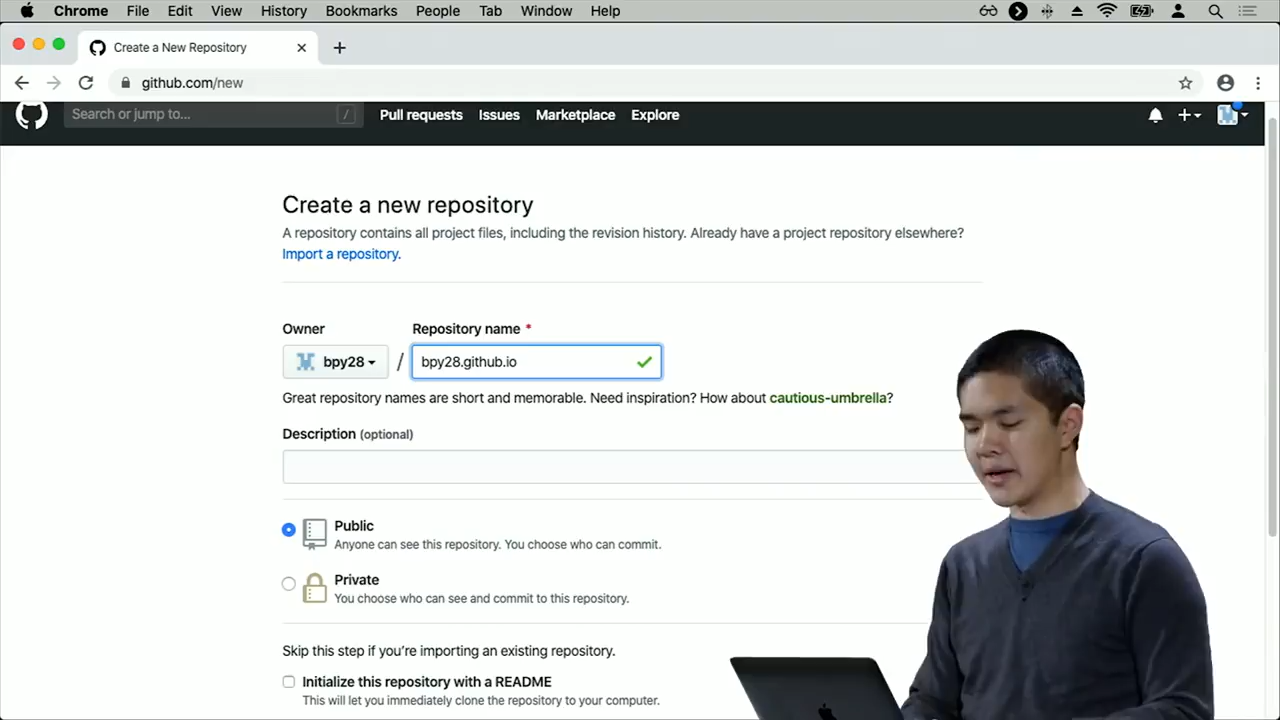 Chrome File Edit View History Bookmarks People Tab Window Help
Create a New Repository
github.com/new
Search or jump to... / Pull requests Issues Marketplace Explore
Create a new repository
A repository contains all project files, including the revision history. Already have a project repository elsewhere?
Import a repository.
Owner Repository name *
bpy28 / bpy28.github.io
Great repository names are short and memorable. Need inspiration? How about cautious-umbrella?
Description (optional)
Public
Anyone can see this repository. You choose who can commit.
Private
You choose who can see and commit to this repository.
Skip this step if you're importing an existing repository.
Initialize this repository with a README
This will let you immediately clone the repository to your computer.